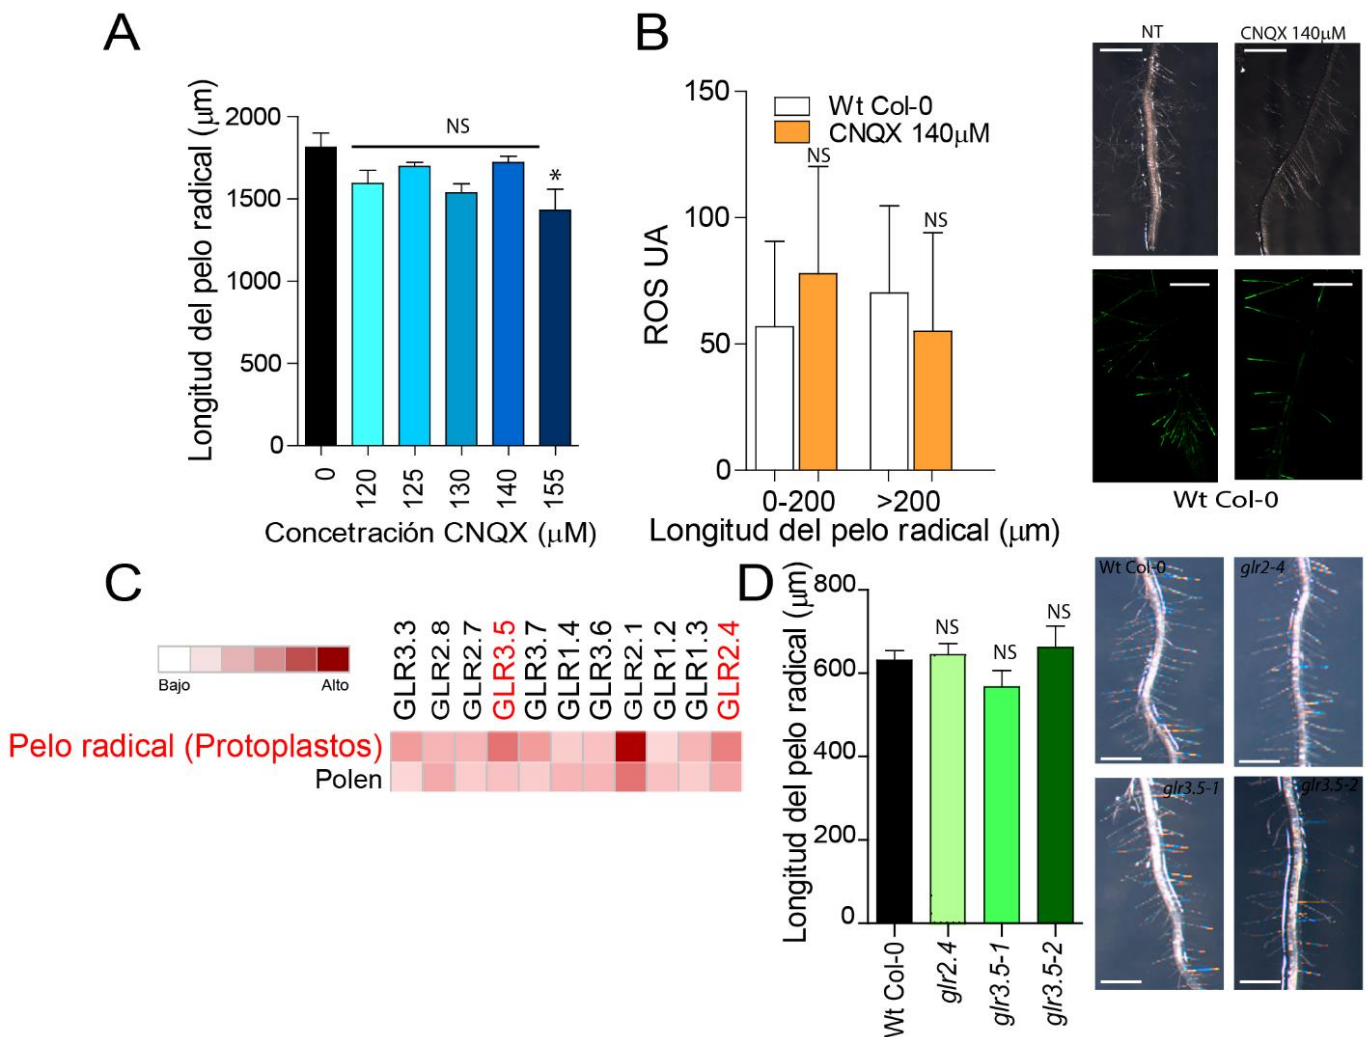 A
Longitud del pelo radical (μm)
2000
1500
1000
500
0
NS
*
0
120
125
130
140
155
Concetración CNQX (μM)
B
ROS UA
150
100
50
0
Wt Col-0
CNQX 140μM
NS
NS
0-200
>200
Longitud del pelo radical (μm)
NT
CNQX 140μM
Wt Col-0
C
Bajo
Alto
GLR3.3
GLR2.8
GLR2.7
GLR3.5
GLR3.7
GLR1.4
GLR3.6
GLR2.1
GLR1.2
GLR1.3
GLR2.4
Pelo radical (Protoplastos)
Polen
D
Longitud del pelo radical (μm)
800
600
400
200
0
NS
NS
NS
Wt Col-0
glr2.4
glr3.5-1
glr3.5-2
Wt Col-0
glr2-4
glr3.5-1
glr3.5-2